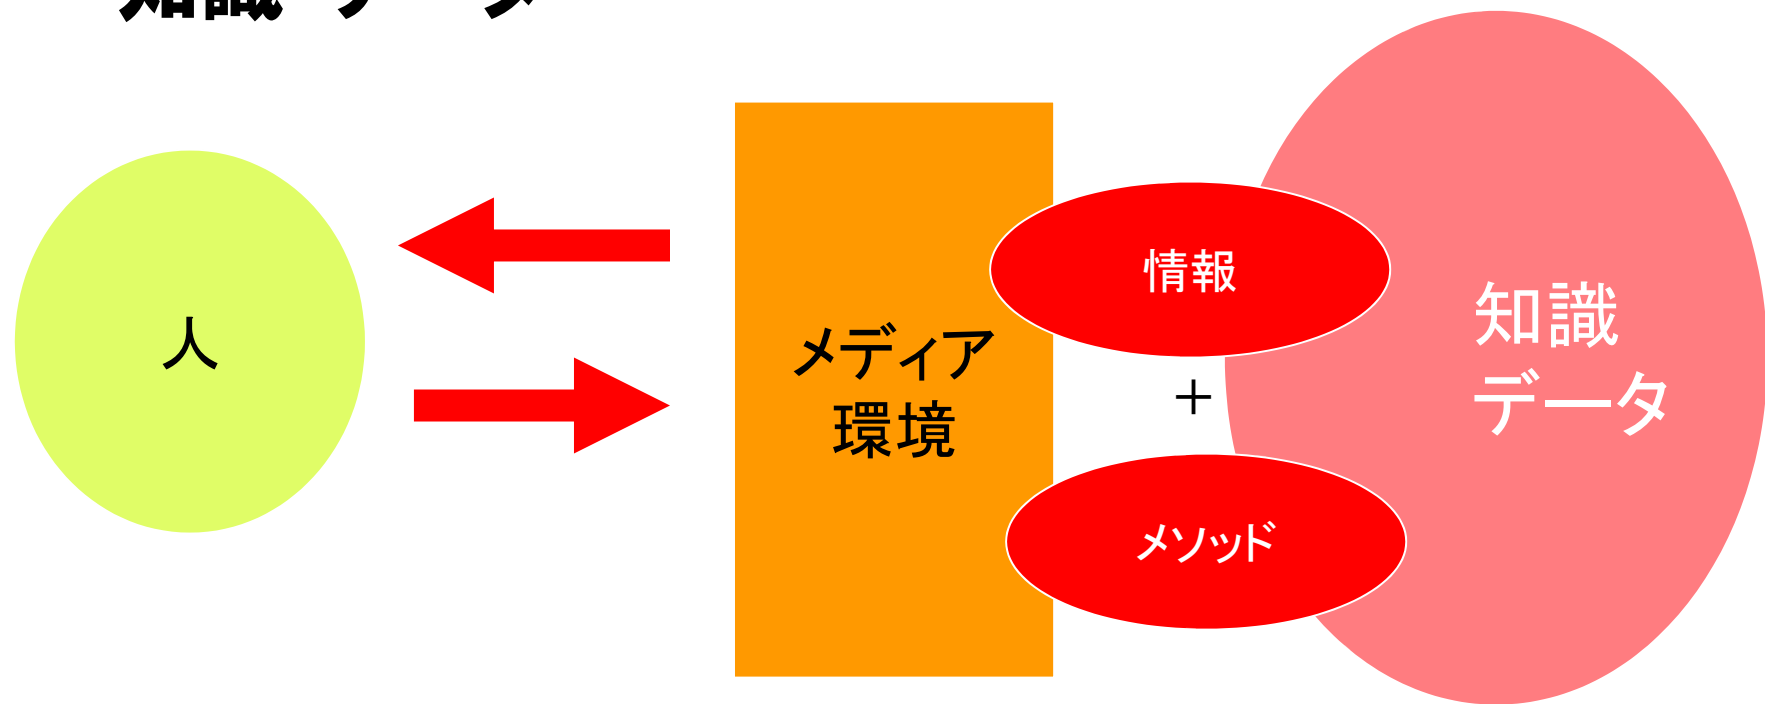 人
メディア
環境
情報
+
メソッド
知識
データ